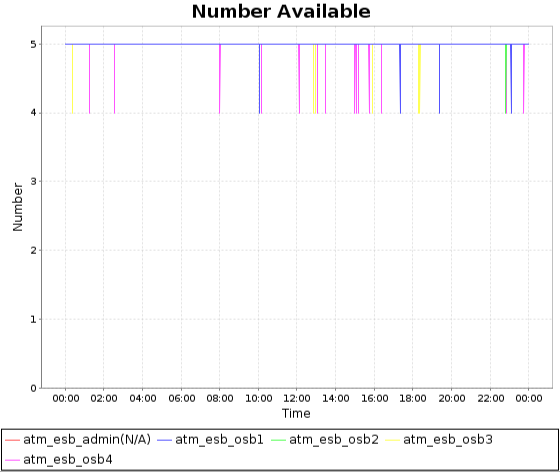 Number Available
5
4
3
2
1
0
Number
00:00 02:00 04:00 06:00 08:00 10:00 12:00 14:00 16:00 18:00 20:00 22:00 00:00
Time
atm_esb_admin(N/A) atm_esb_osb1 atm_esb_osb2 atm_esb_osb3
atm_esb_osb4